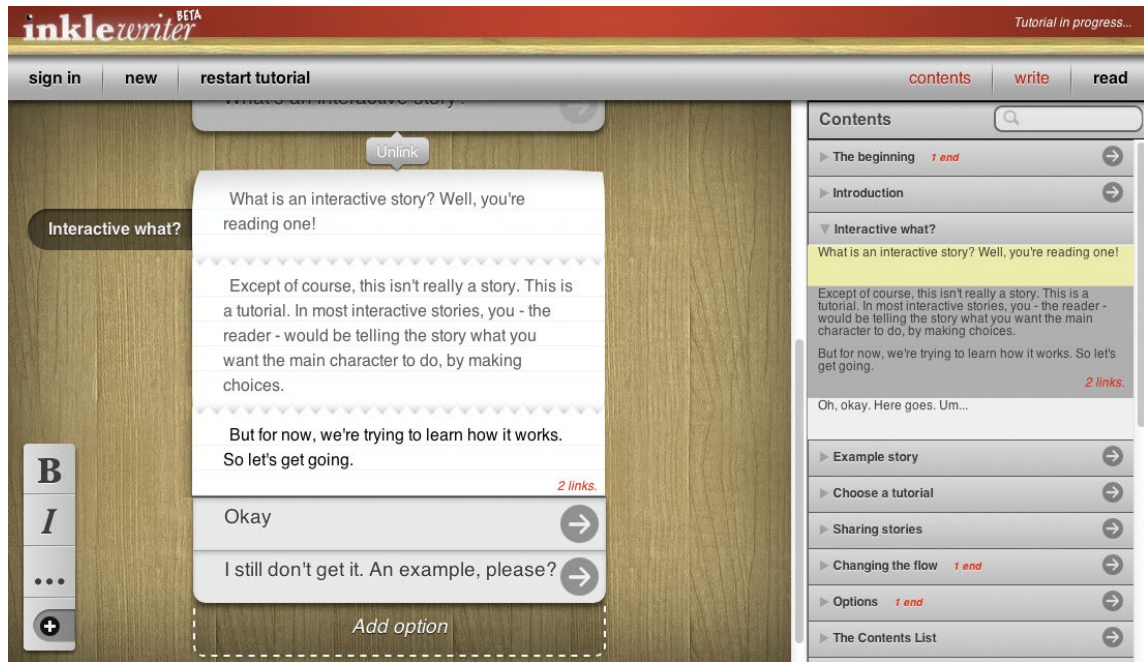 inklewriter BETA
Tutorial in progress...
sign in new restart tutorial contents write read
What's an interactive story?
Unlink
Interactive what?
What is an interactive story? Well, you're
reading one!
Except of course, this isn't really a story. This is
a tutorial. In most interactive stories, you - the
reader - would be telling the story what you
want the main character to do, by making
choices.
But for now, we're trying to learn how it works.
So let's get going.
2 links.
Okay
I still don't get it. An example, please?
Add option
B
I
...
Contents
The beginning 1 end
Introduction
Interactive what?
What is an interactive story? Well, you're reading one!
Except of course, this isn't really a story. This is a
tutorial. In most interactive stories, you - the reader -
would be telling the story what you want the main
character to do, by making choices.
But for now, we're trying to learn how it works. So let's
get going.
2 links.
Oh, okay. Here goes. Um...
Example story
Choose a tutorial
Sharing stories
Changing the flow 1 end
Options 1 end
The Contents List